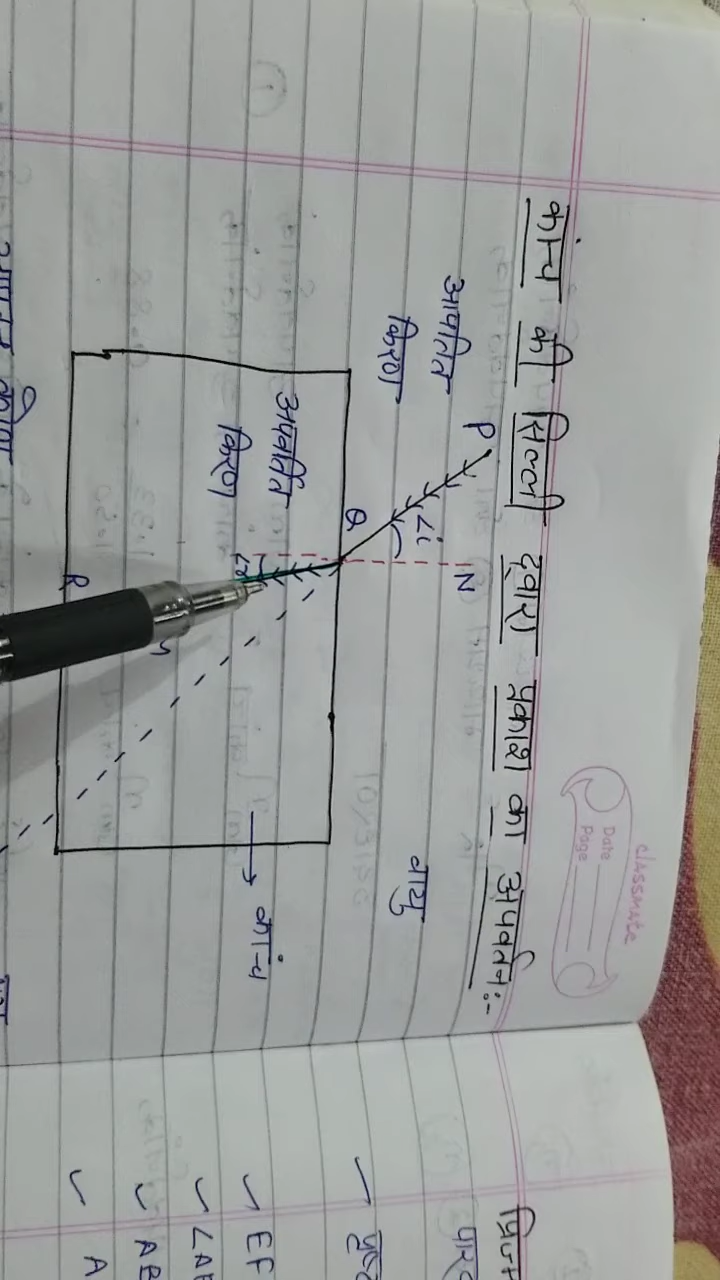 classmate
Date
Page
कांच की सिल्ली द्वारा प्रकाश का अपवर्तन:-
आपतित
किरण
P
N
∠i
वायु
Q
अपवर्तित
किरण
∠r
→ कांच
R
✓ EF
✓ ∠AE
✓ AB
✓ A